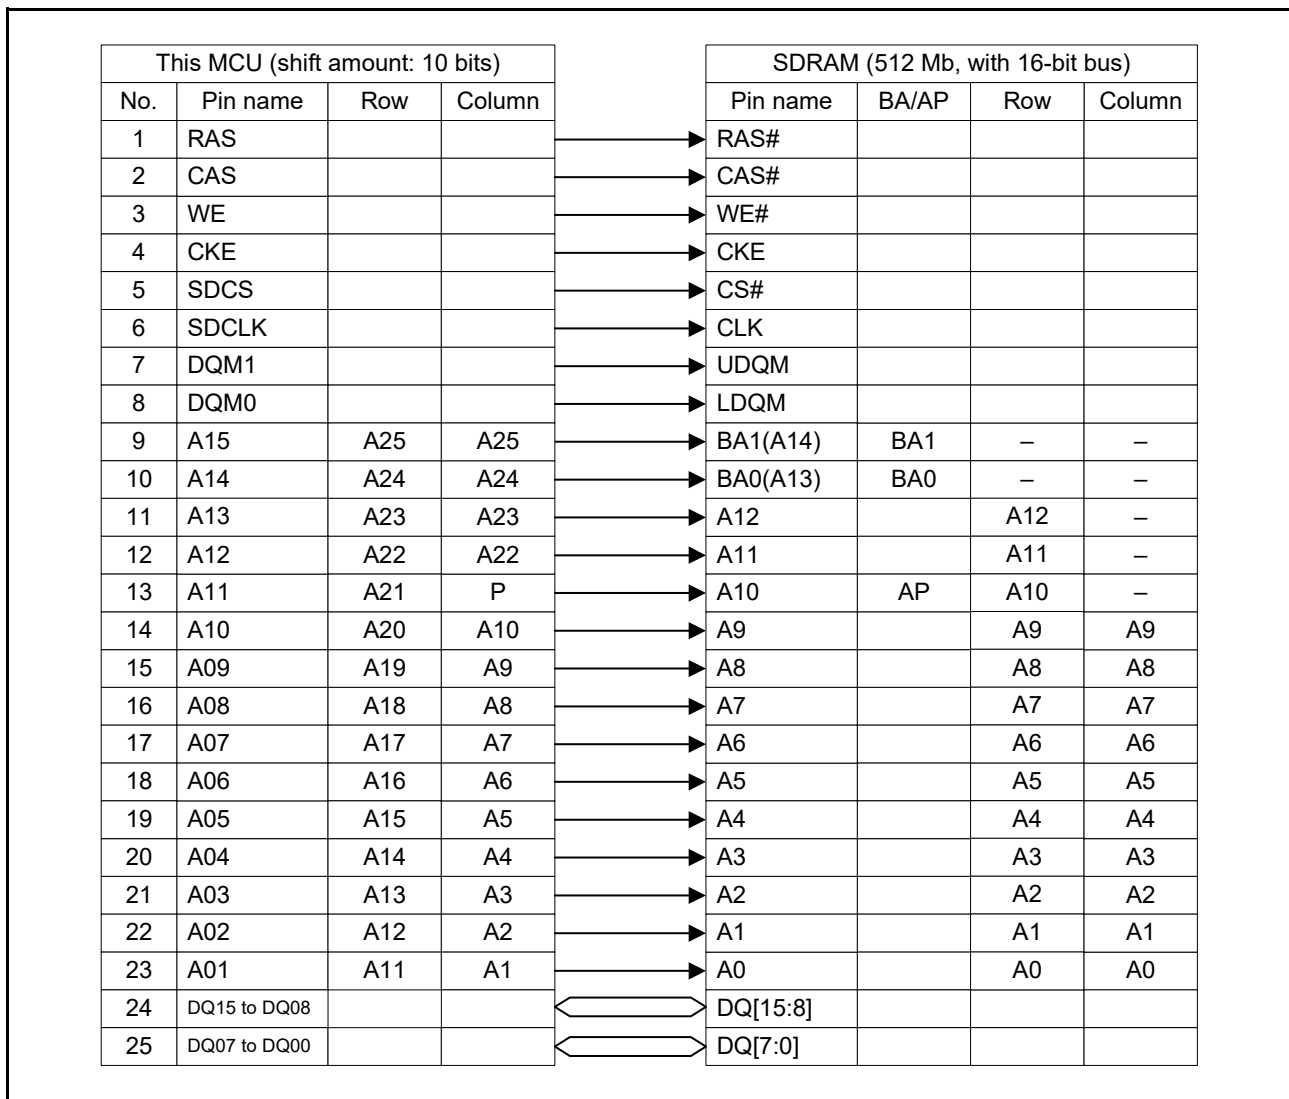 This MCU (shift amount: 10 bits) SDRAM (512 Mb, with 16-bit bus)
No. Pin name Row Column Pin name BA/AP Row Column
1 RAS RAS#
2 CAS CAS#
3 WE WE#
4 CKE CKE
5 SDCS CS#
6 SDCLK CLK
7 DQM1 UDQM
8 DQM0 LDQM
9 A15 A25 A25 BA1(A14) BA1 – –
10 A14 A24 A24 BA0(A13) BA0 – –
11 A13 A23 A23 A12 A12 –
12 A12 A22 A22 A11 A11 –
13 A11 A21 P A10 AP A10 –
14 A10 A20 A10 A9 A9 A9
15 A09 A19 A9 A8 A8 A8
16 A08 A18 A8 A7 A7 A7
17 A07 A17 A7 A6 A6 A6
18 A06 A16 A6 A5 A5 A5
19 A05 A15 A5 A4 A4 A4
20 A04 A14 A4 A3 A3 A3
21 A03 A13 A3 A2 A2 A2
22 A02 A12 A2 A1 A1 A1
23 A01 A11 A1 A0 A0 A0
24 DQ15 to DQ08 DQ[15:8]
25 DQ07 to DQ00 DQ[7:0]